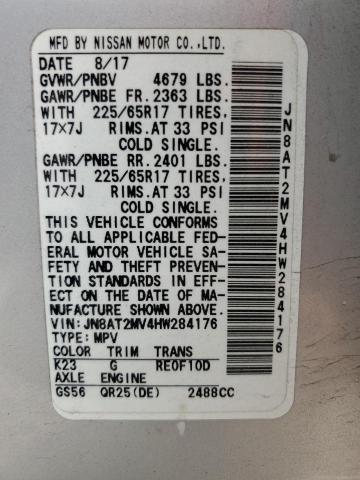 MFD BY NISSAN MOTOR CO.,LTD.
DATE 8/17
GVWR/PNBV 4679 LBS.
GAWR/PNBE FR.2363 LBS.
WITH 225/65R17 TIRES,
17×7J RIMS.AT 33 PSI
COLD SINGLE.
GAWR/PNBE RR.2401 LBS.
WITH 225/65R17 TIRES,
17×7J RIMS.AT 33 PSI
COLD SINGLE.
THIS VEHICLE CONFORMS
TO ALL APPLICABLE FED-
ERAL MOTOR VEHICLE SA-
FETY AND THEFT PREVEN-
TION STANDARDS IN EFF-
ECT ON THE DATE OF MA-
NUFACTURE SHOWN ABOVE.
VIN:JN8AT2MV4HW284176
TYPE:MPV
COLOR TRIM TRANS
K23 G RE0F10D
AXLE ENGINE
GS56 QR25(DE) 2488CC
JN8AT2MV4HW284176